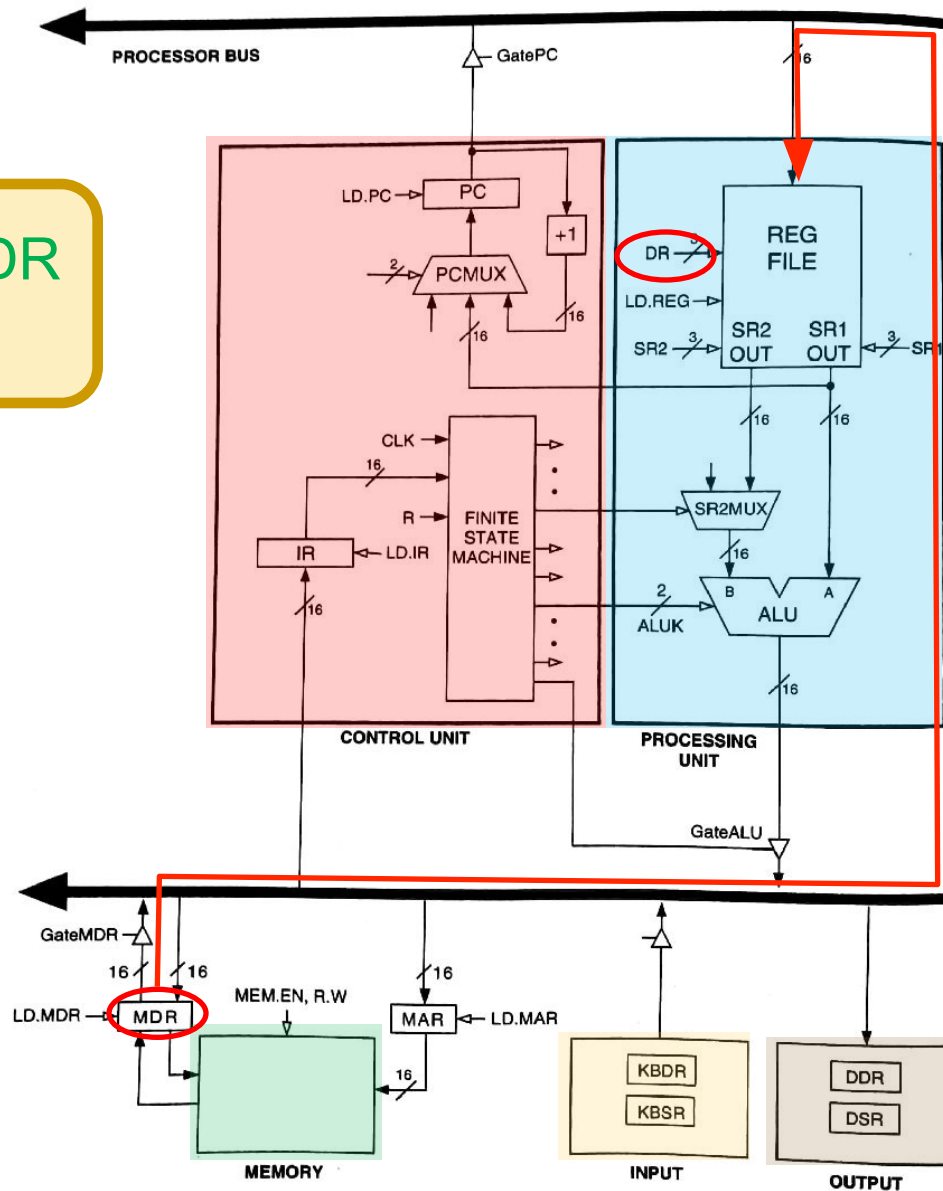 PROCESSOR BUS
GatePC
16
DR
LD.PC
PC
+1
2
PCMUX
16
16
REG
FILE
DR
3
LD.REG
SR2
OUT
SR1
OUT
SR2
3
3
SR1
16
16
CLK
16
R
FINITE
STATE
MACHINE
IR
LD.IR
16
SR2MUX
16
B
A
ALU
2
ALUK
16
CONTROL UNIT
PROCESSING
UNIT
GateALU
GateMDR
16
16
16
LD.MDR
MDR
MEM.EN, R.W
MAR
LD.MAR
16
KBDR
KBSR
DDR
DSR
MEMORY
INPUT
OUTPUT